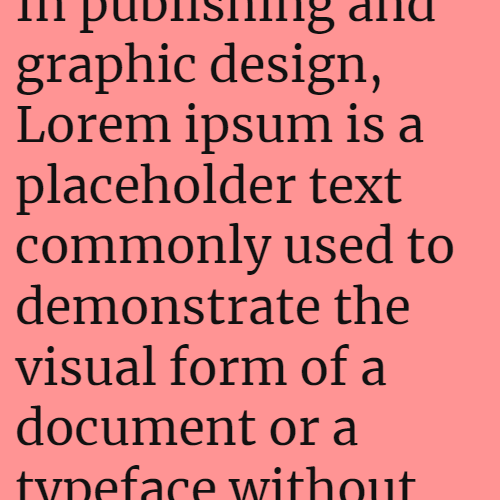 In publishing and
graphic design,
Lorem ipsum is a
placeholder text
commonly used to
demonstrate the
visual form of a
document or a
typeface without